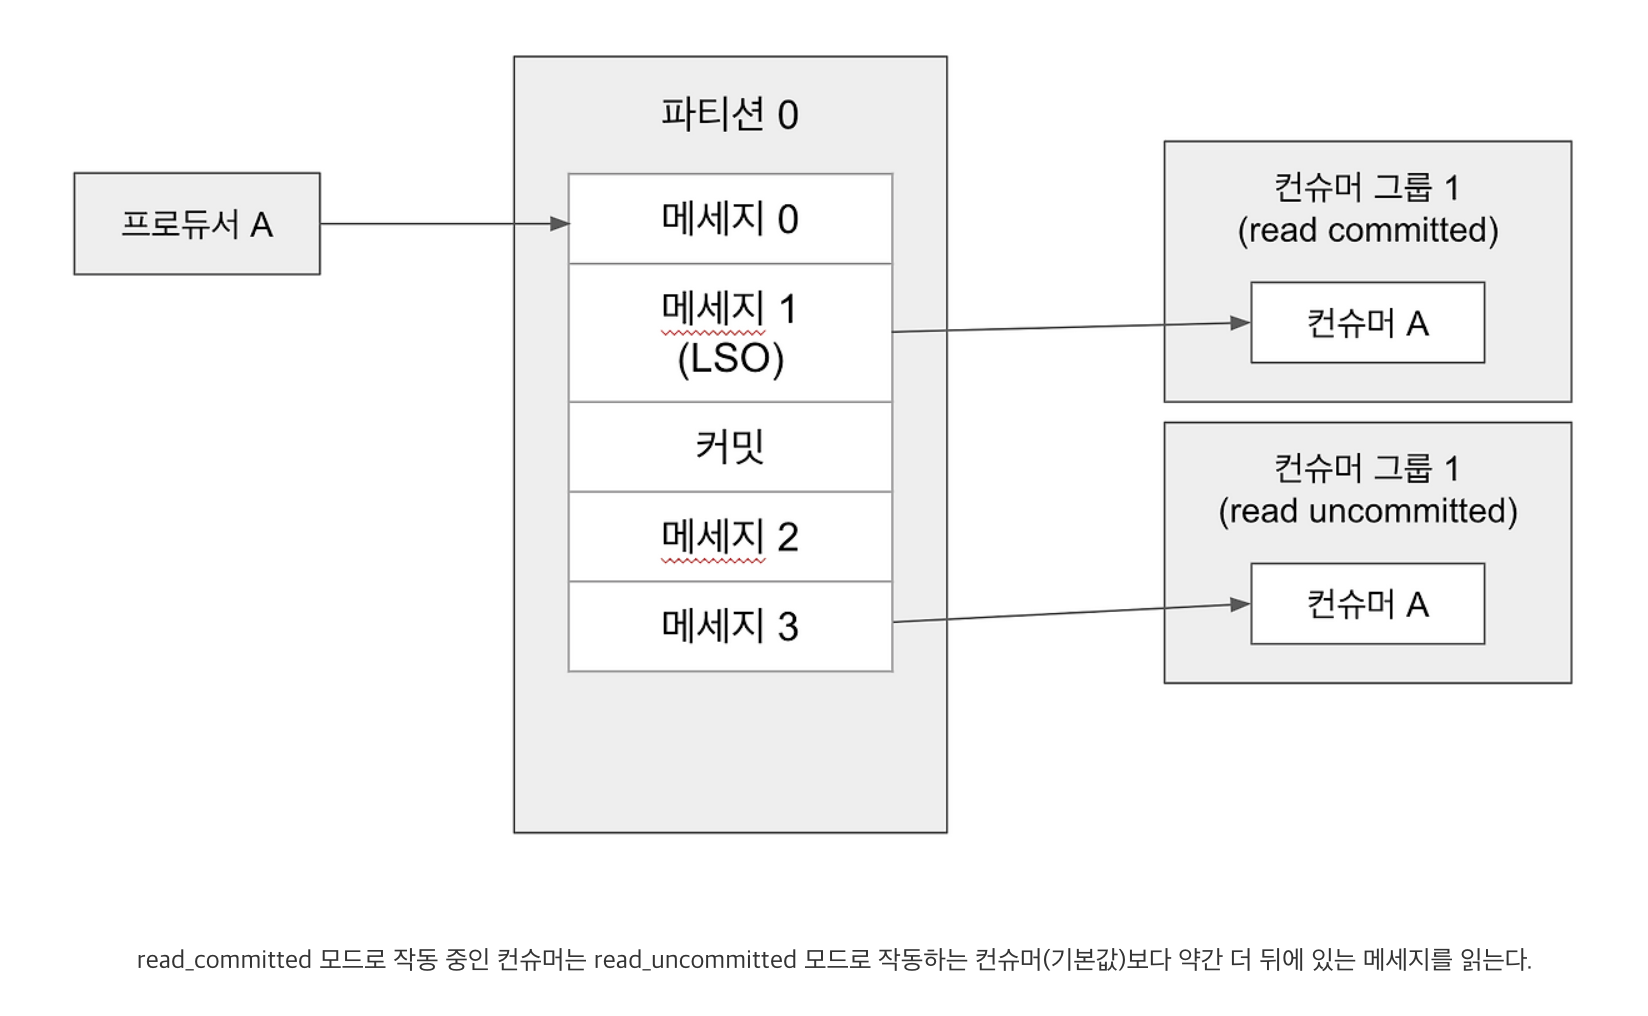 파티션 0
프로듀서 A
메세지 0
메세지 1
(LSO)
커밋
메세지 2
메세지 3
컨슈머 그룹 1
(read committed)
컨슈머 A
컨슈머 그룹 1
(read uncommitted)
컨슈머 A
read_committed 모드로 작동 중인 컨슈머는 read_uncommitted 모드로 작동하는 컨슈머(기본값)보다 약간 더 뒤에 있는 메세지를 읽는다.